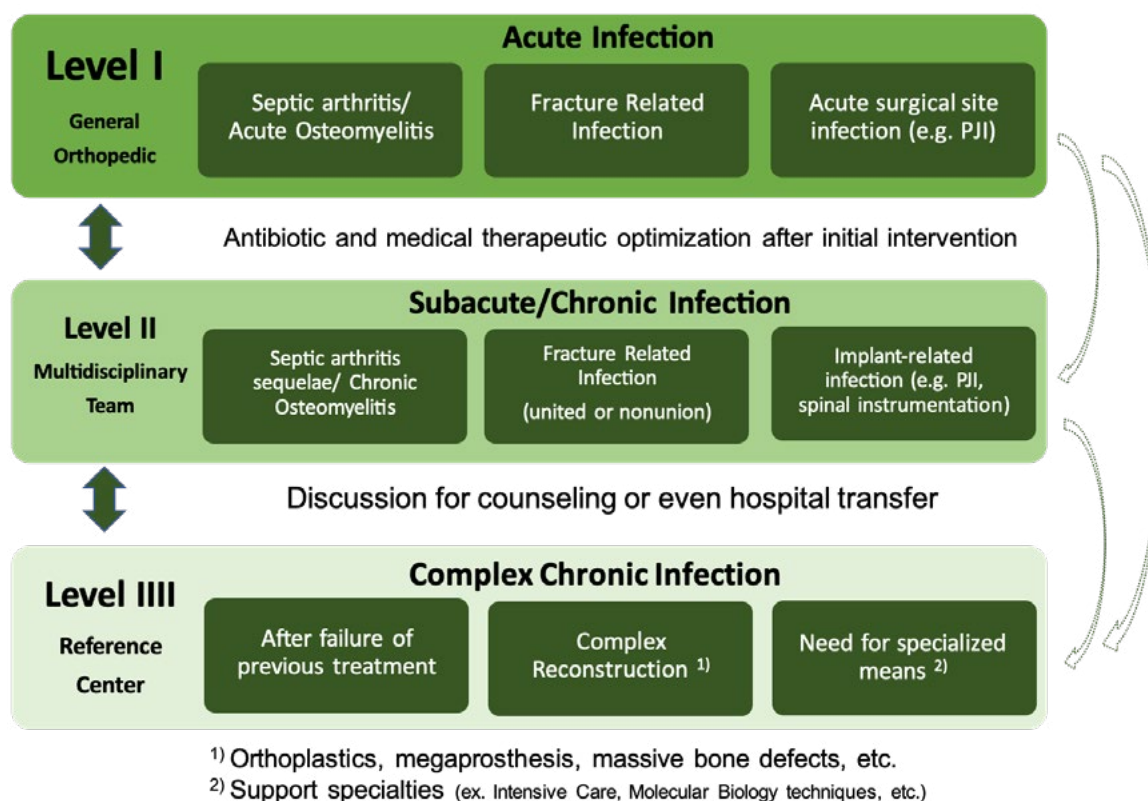 Level I
General
Orthopedic
Acute Infection
Septic arthritis/
Acute Osteomyelitis
Fracture Related
Infection
Acute surgical site
infection (e.g. PJI)
Antibiotic and medical therapeutic optimization after initial intervention
Level II
Multidisciplinary
Team
Subacute/Chronic Infection
Septic arthritis
sequelae/ Chronic
Osteomyelitis
Fracture Related
Infection
(united or nonunion)
Implant-related
infection (e.g. PJI,
spinal instrumentation)
Discussion for counseling or even hospital transfer
Level IIII
Reference
Center
Complex Chronic Infection
After failure of
previous treatment
Complex
Reconstruction 1)
Need for specialized
means 2)
1) Orthoplastics, megaprosthesis, massive bone defects, etc.
2) Support specialties (ex. Intensive Care, Molecular Biology techniques, etc.)